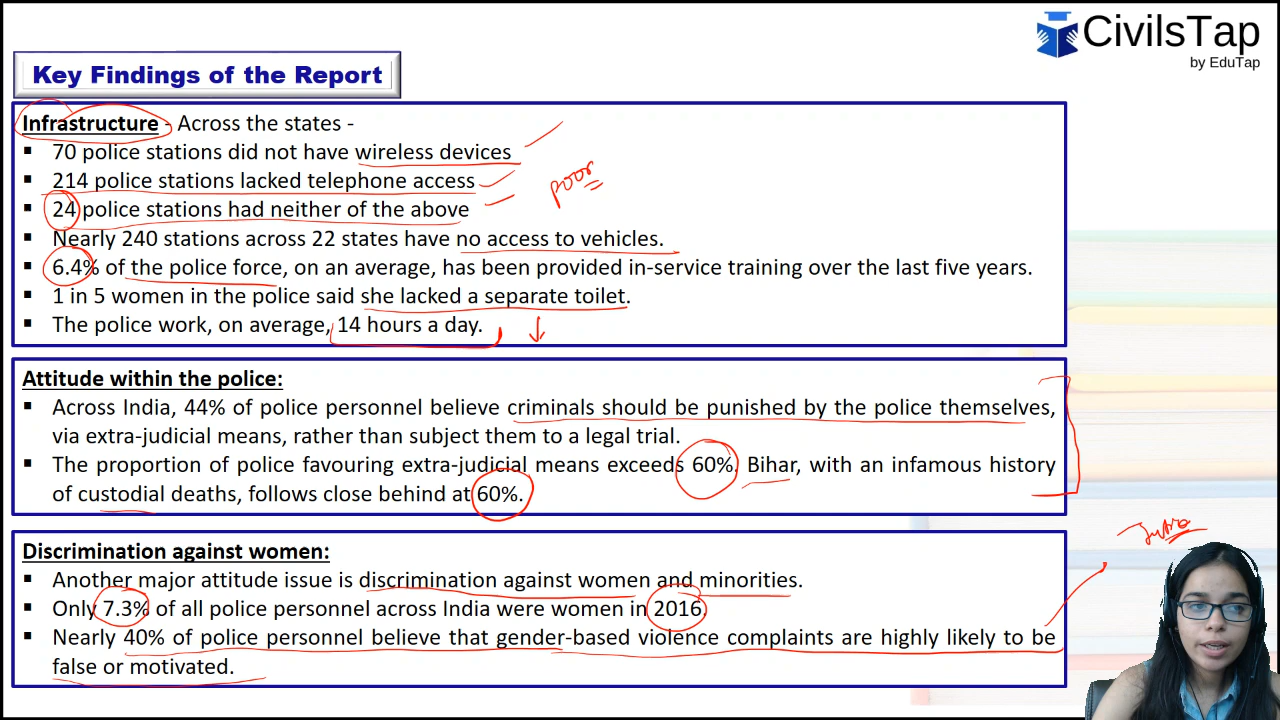 CivilsTap
by EduTap
Key Findings of the Report
Infrastructure - Across the states -
▪ 70 police stations did not have wireless devices
▪ 214 police stations lacked telephone access
poor
▪ 24 police stations had neither of the above
▪ Nearly 240 stations across 22 states have no access to vehicles.
▪ 6.4% of the police force, on an average, has been provided in-service training over the last five years.
▪ 1 in 5 women in the police said she lacked a separate toilet.
▪ The police work, on average, 14 hours a day.
Attitude within the police:
▪ Across India, 44% of police personnel believe criminals should be punished by the police themselves,
via extra-judicial means, rather than subject them to a legal trial.
▪ The proportion of police favouring extra-judicial means exceeds 60%. Bihar, with an infamous history
of custodial deaths, follows close behind at 60%.
Discrimination against women:
▪ Another major attitude issue is discrimination against women and minorities.
▪ Only 7.3% of all police personnel across India were women in 2016.
▪ Nearly 40% of police personnel believe that gender-based violence complaints are highly likely to be
false or motivated.